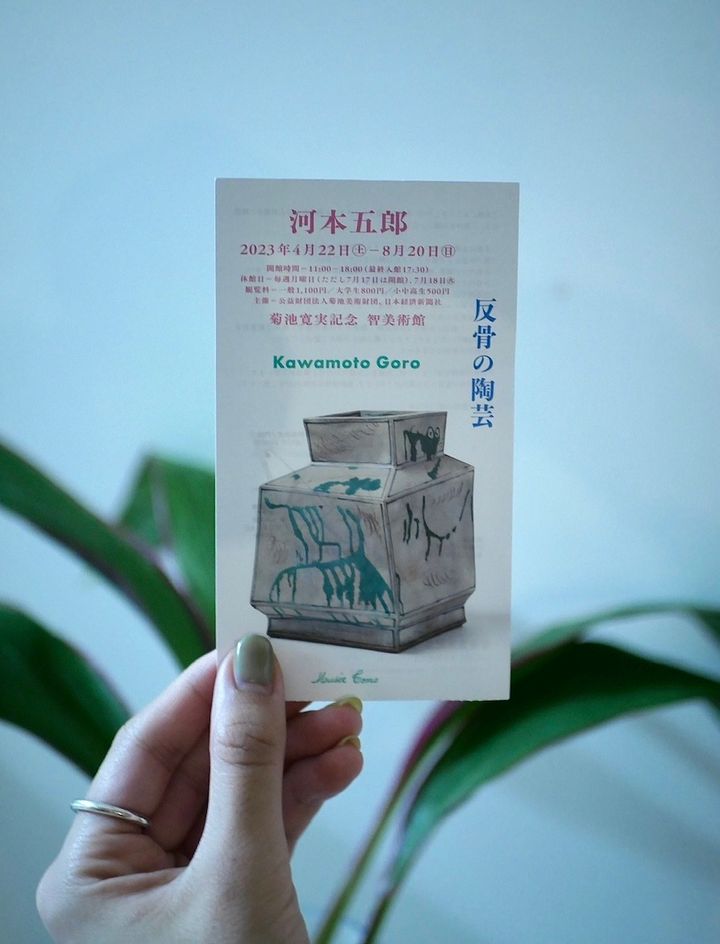 河本五郎
2023年4月22日㊏－8月20日㊐
開館時間＝11:00－18:00（最終入館17:30）
休館日＝毎週月曜日（ただし7月17日は開館）、7月18日㊋
観覧料＝一般1,100円／大学生800円／小中高生500円
主催＝公益財団法人菊池美術財団、日本経済新聞社
菊池寛実記念 智美術館
反骨の陶芸
Kawamoto Goro
Musée Tomo